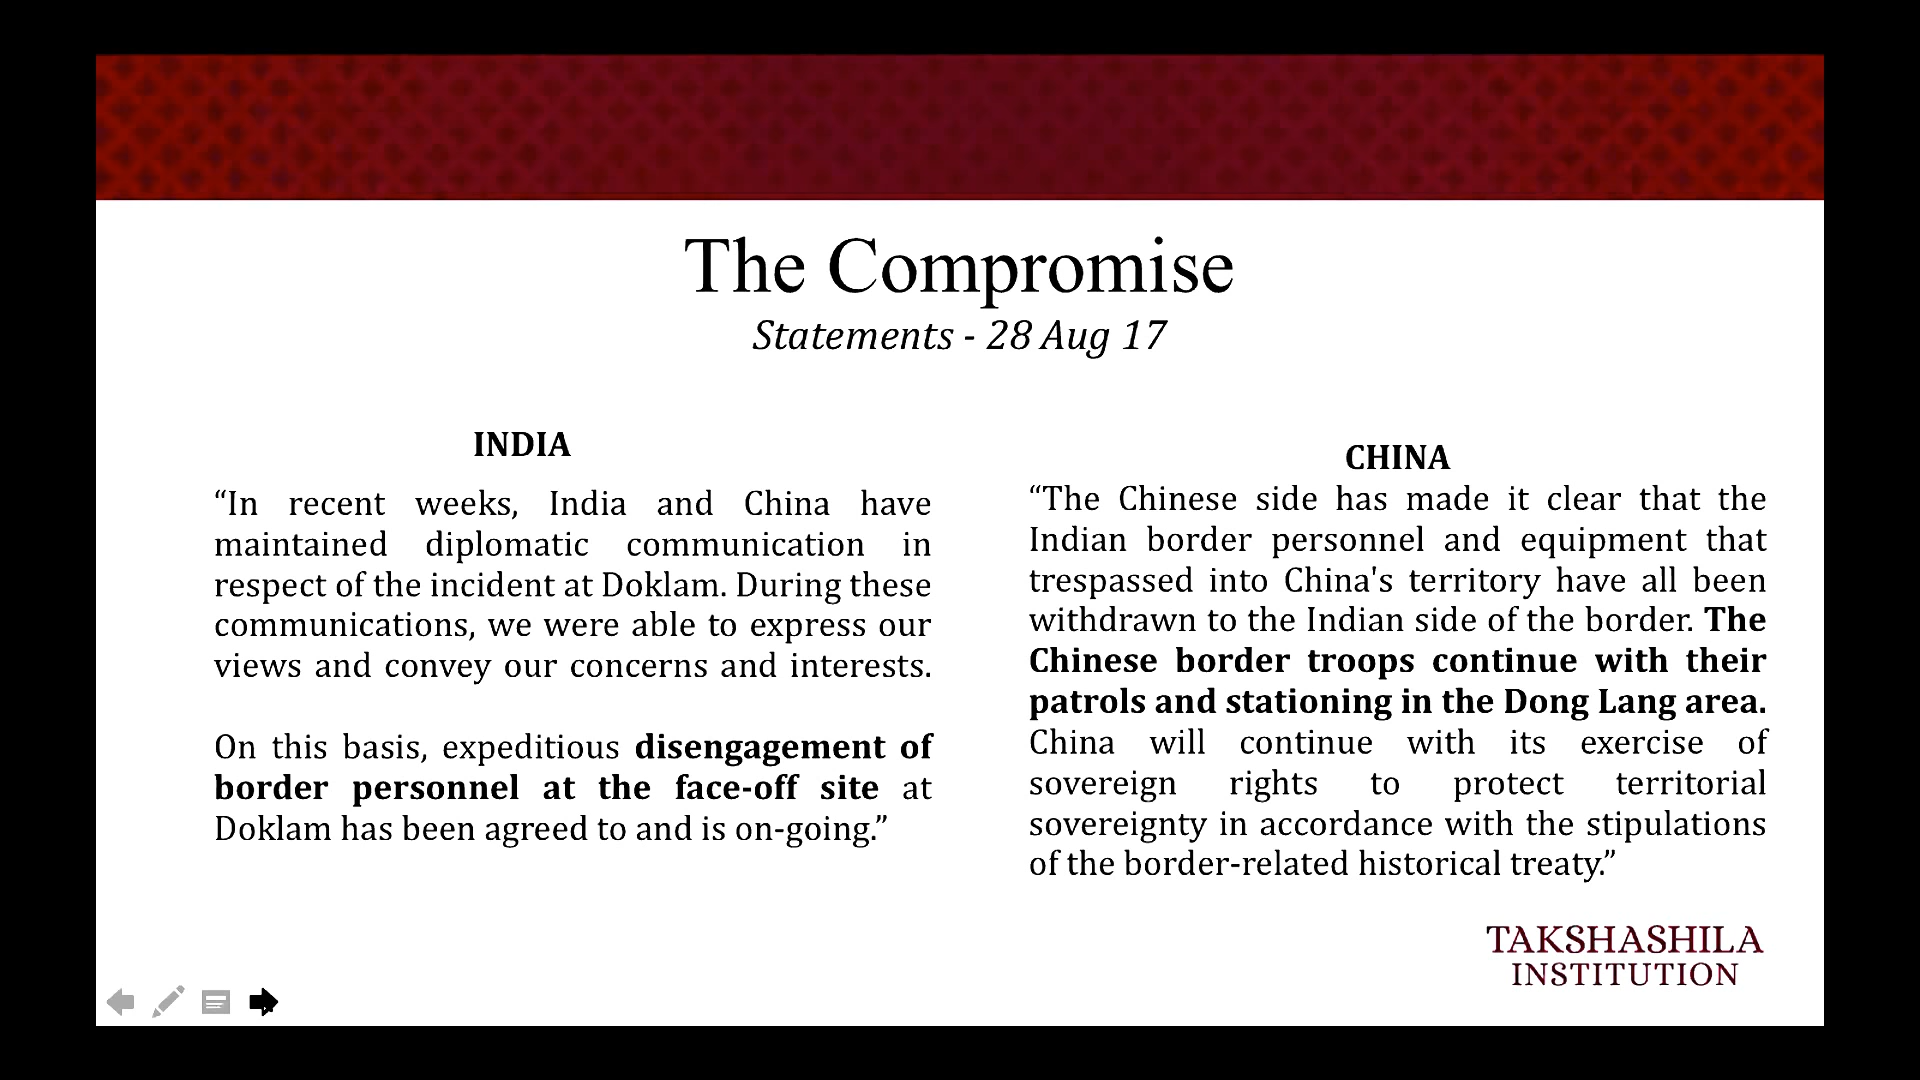 The Compromise
Statements - 28 Aug 17
INDIA
“In recent weeks, India and China have
maintained diplomatic communication in
respect of the incident at Doklam. During these
communications, we were able to express our
views and convey our concerns and interests.
On this basis, expeditious disengagement of
border personnel at the face-off site at
Doklam has been agreed to and is on-going.”
CHINA
“The Chinese side has made it clear that the
Indian border personnel and equipment that
trespassed into China's territory have all been
withdrawn to the Indian side of the border. The
Chinese border troops continue with their
patrols and stationing in the Dong Lang area.
China will continue with its exercise of
sovereign rights to protect territorial
sovereignty in accordance with the stipulations
of the border-related historical treaty.”
TAKSHASHILA
INSTITUTION